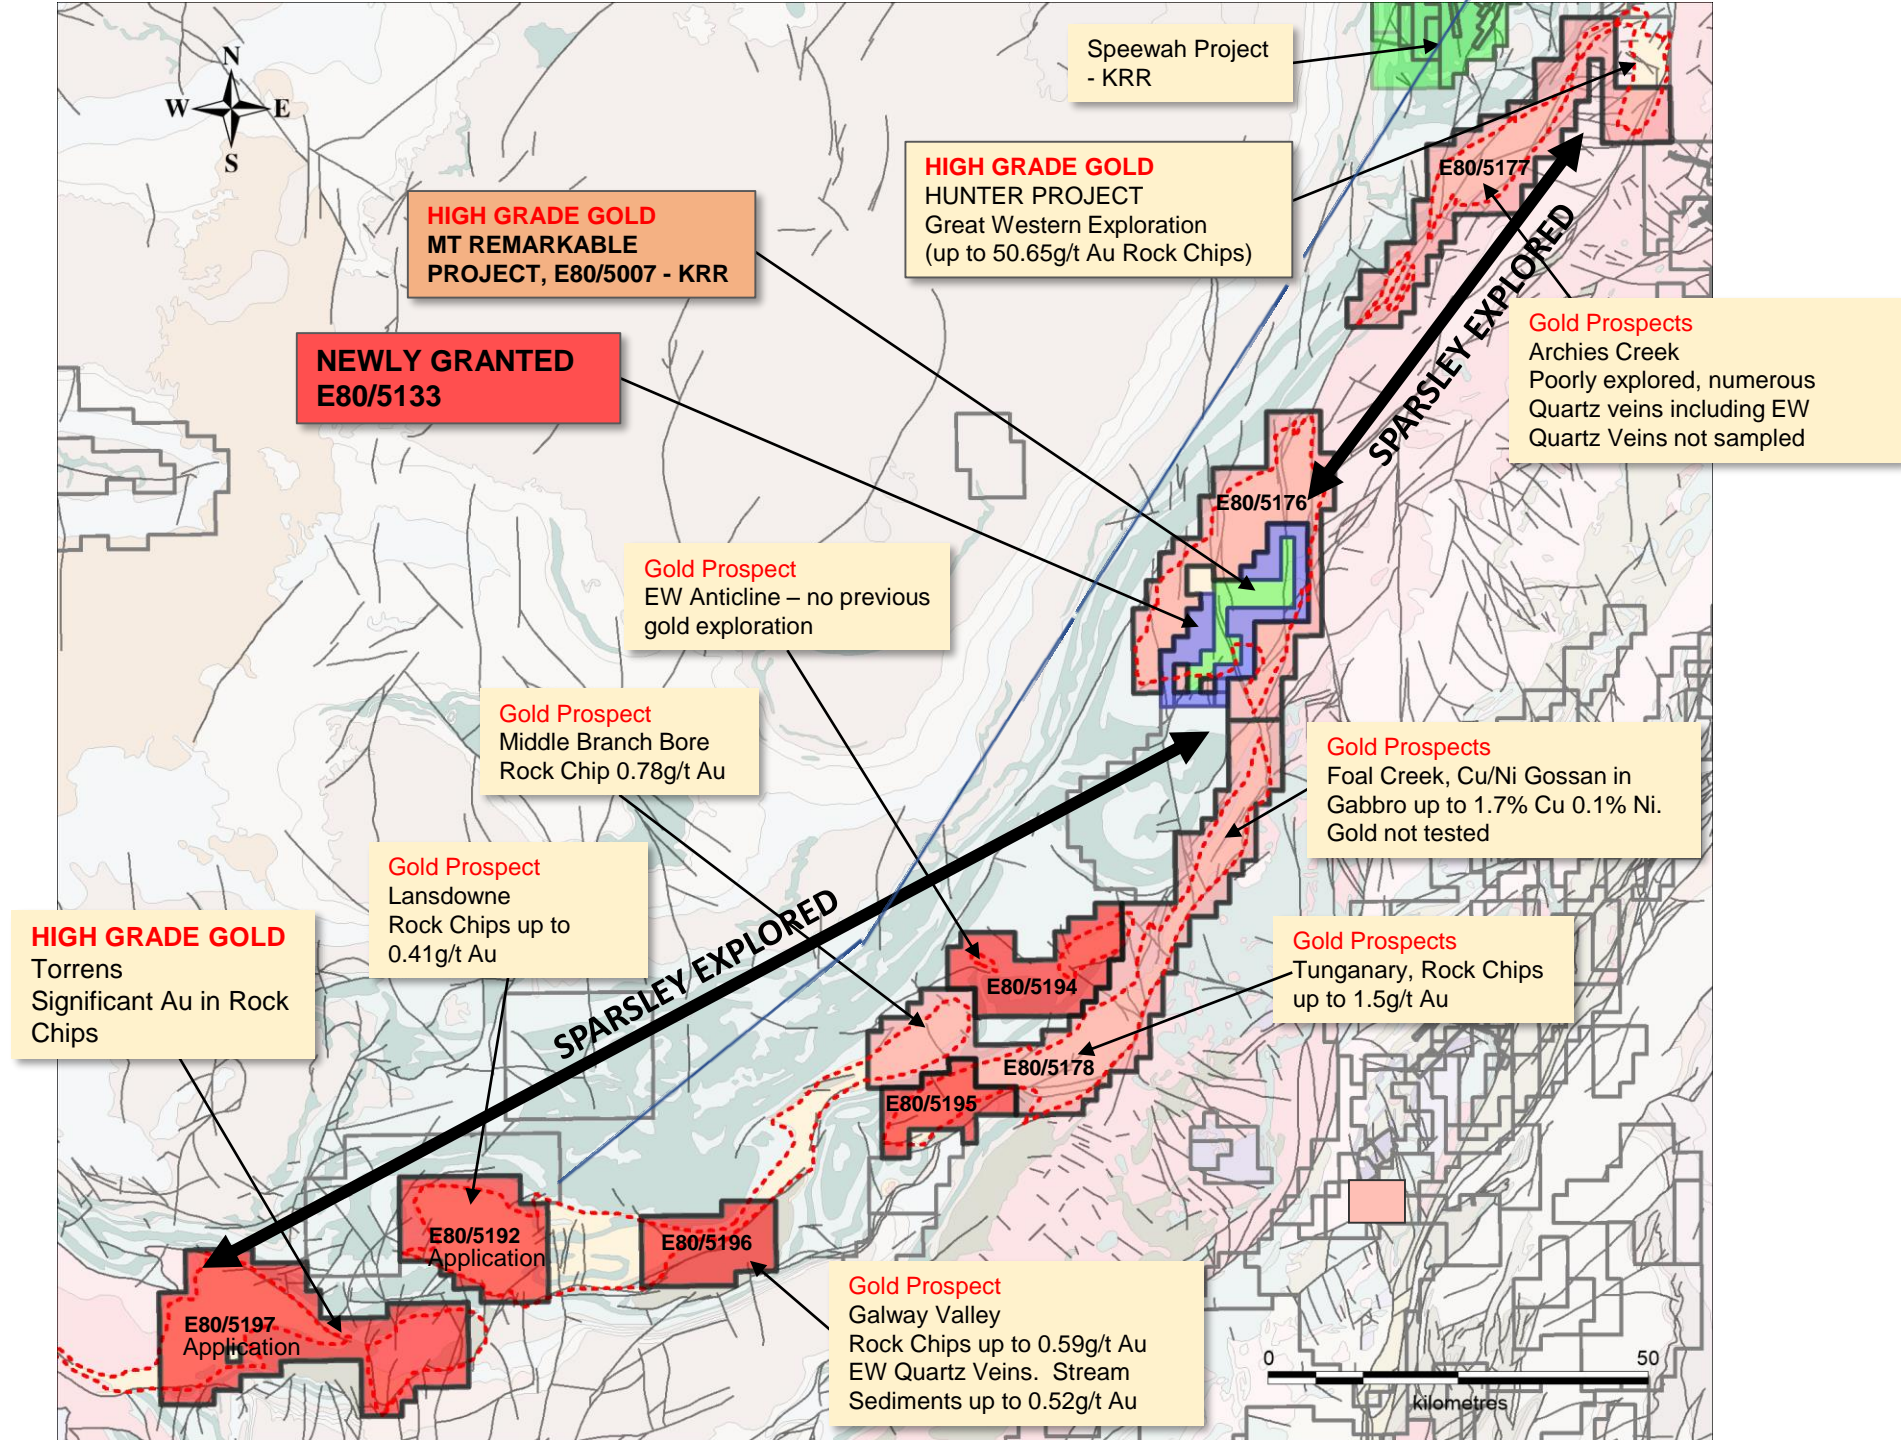 N
W
E
S
Speewah Project
- KRR
HIGH GRADE GOLD
HUNTER PROJECT
Great Western Exploration
(up to 50.65g/t Au Rock Chips)
E80/5177
HIGH GRADE GOLD
MT REMARKABLE
PROJECT, E80/5007 - KRR
SPARSLEY EXPLORED
Gold Prospects
Archies Creek
Poorly explored, numerous
Quartz veins including EW
Quartz Veins not sampled
NEWLY GRANTED
E80/5133
E80/5176
Gold Prospect
EW Anticline – no previous
gold exploration
Gold Prospect
Middle Branch Bore
Rock Chip 0.78g/t Au
Gold Prospects
Foal Creek, Cu/Ni Gossan in
Gabbro up to 1.7% Cu 0.1% Ni.
Gold not tested
Gold Prospect
Lansdowne
Rock Chips up to
0.41g/t Au
SPARSLEY EXPLORED
HIGH GRADE GOLD
Torrens
Significant Au in Rock
Chips
Gold Prospects
Tunganary, Rock Chips
up to 1.5g/t Au
E80/5194
E80/5178
E80/5195
E80/5192
Application
E80/5196
Gold Prospect
Galway Valley
Rock Chips up to 0.59g/t Au
EW Quartz Veins.  Stream
Sediments up to 0.52g/t Au
E80/5197
Application
0
50
kilometres